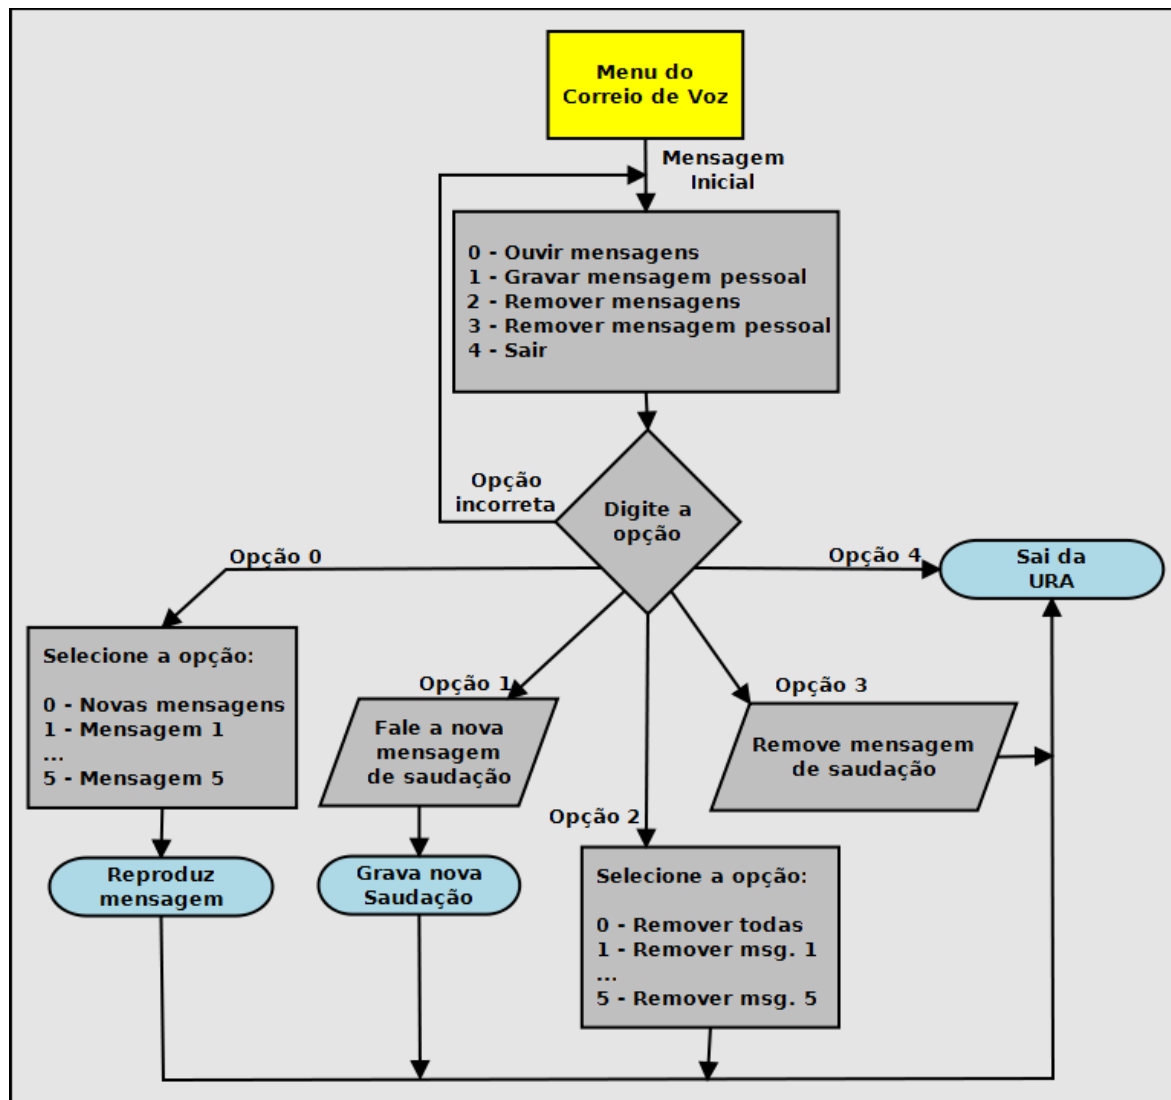 Menu do
Correio de Voz
Mensagem
Inicial
0 - Ouvir mensagens
1 - Gravar mensagem pessoal
2 - Remover mensagens
3 - Remover mensagem pessoal
4 - Sair
Opção
incorreta
Digite a
opção
Opção 0
Opção 4
Sai da
URA
Selecione a opção:
0 - Novas mensagens
1 - Mensagem 1
...
5 - Mensagem 5
Opção 1
Fale a nova
mensagem
de saudação
Opção 3
Remove mensagem
de saudação
Opção 2
Reproduz
mensagem
Grava nova
Saudação
Selecione a opção:
0 - Remover todas
1 - Remover msg. 1
...
5 - Remover msg. 5